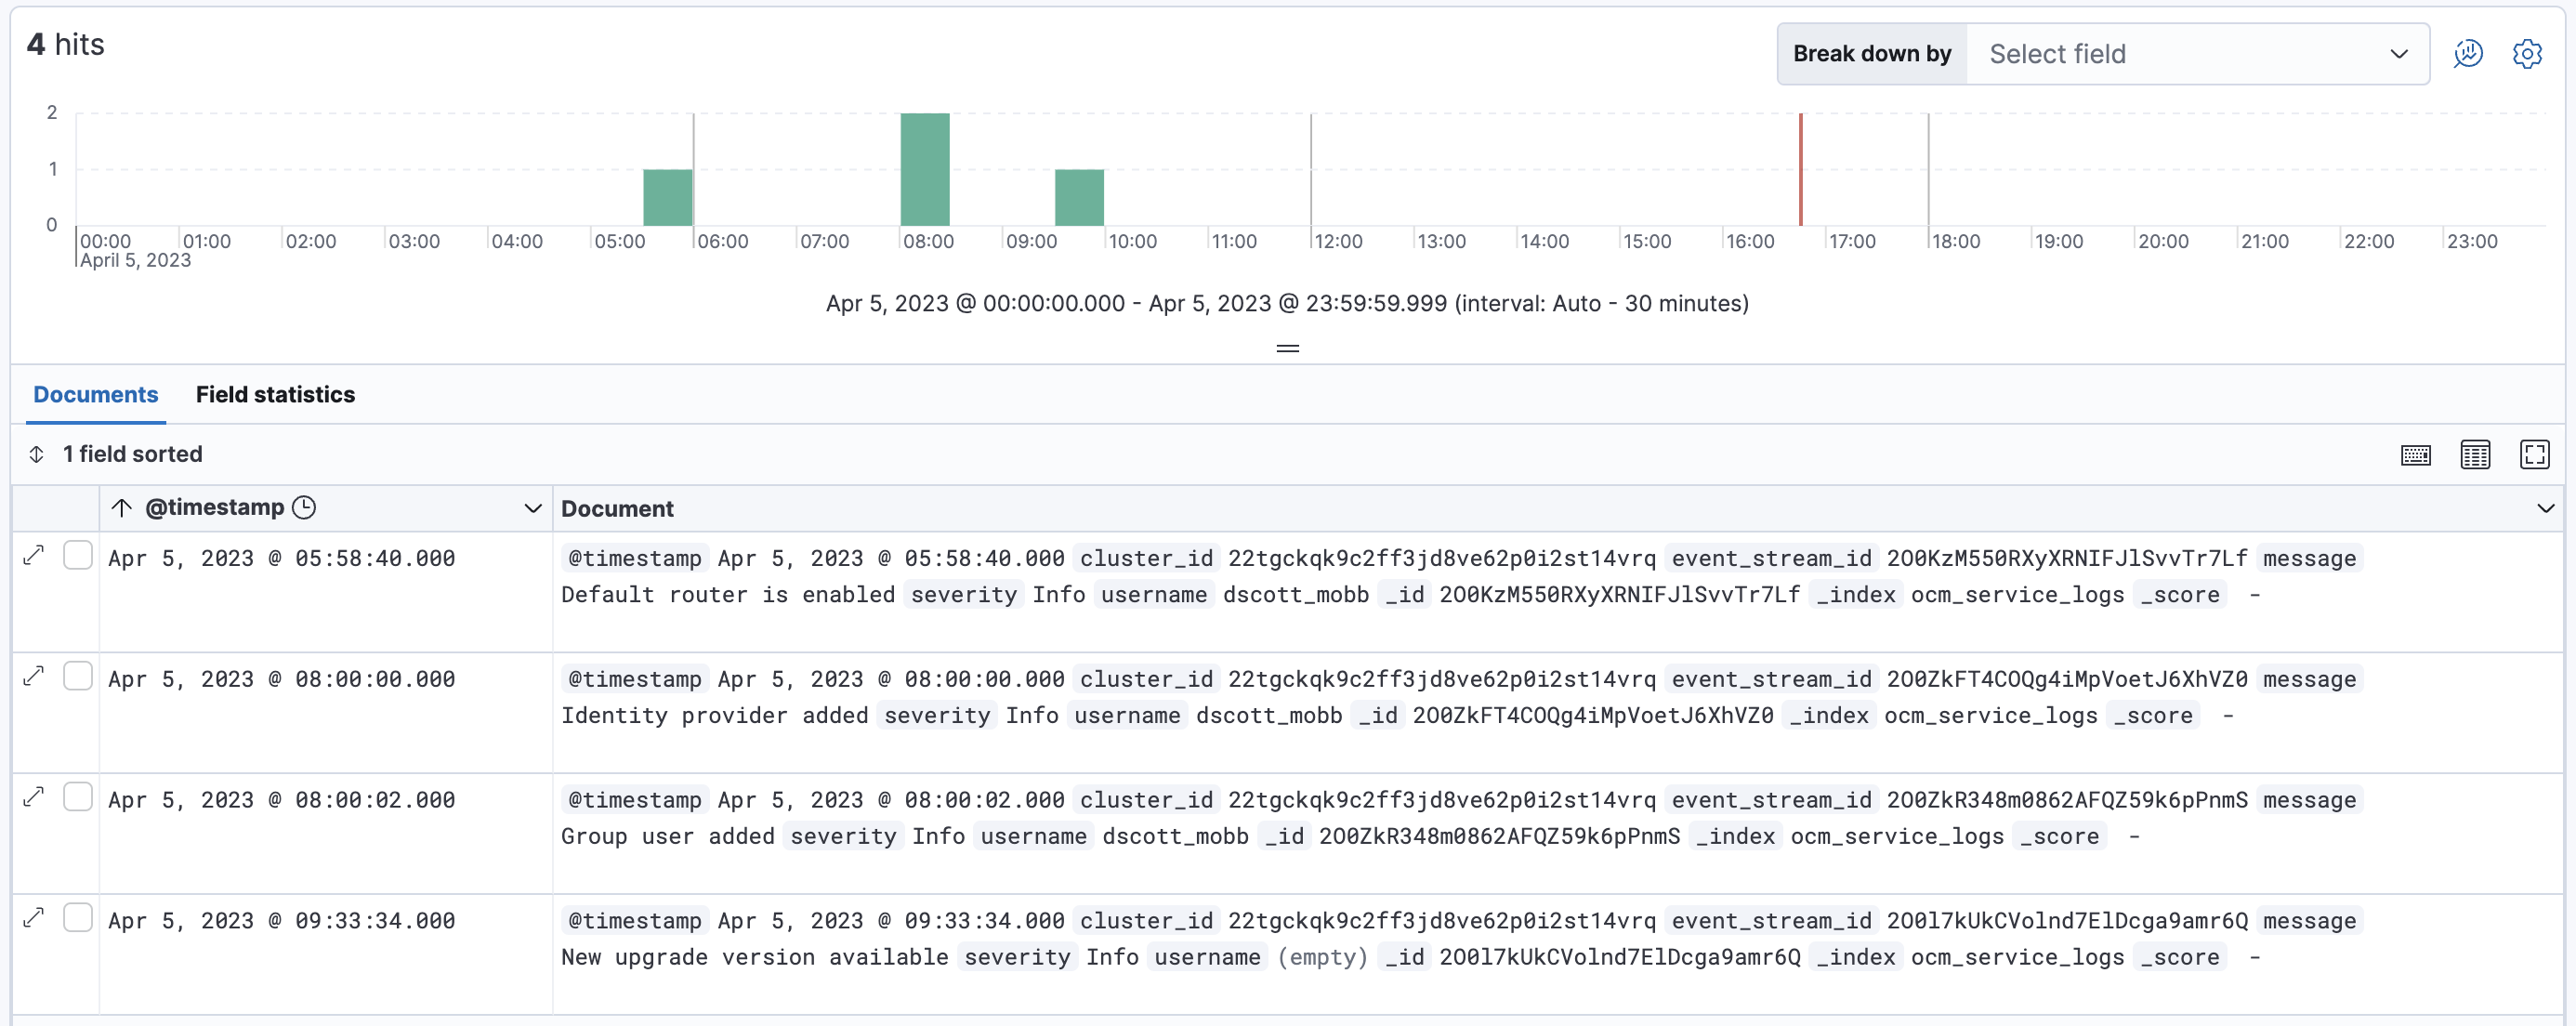 4 hits
Break down by Select field
2
1
0
00:00 01:00 02:00 03:00 04:00 05:00 06:00 07:00 08:00 09:00 10:00 11:00 12:00 13:00 14:00 15:00 16:00 17:00 18:00 19:00 20:00 21:00 22:00 23:00
April 5, 2023
Apr 5, 2023 @ 00:00:00.000 - Apr 5, 2023 @ 23:59:59.999 (interval: Auto - 30 minutes)
Documents Field statistics
1 field sorted
@timestamp Document
Apr 5, 2023 @ 05:58:40.000 @timestamp Apr 5, 2023 @ 05:58:40.000 cluster_id 22tgckqk9c2ff3jd8ve62p0i2st14vrq event_stream_id 2O0KzM550RXyXRNIFJlSvvTr7Lf message
Default router is enabled severity Info username dscott_mobb _id 2O0KzM550RXyXRNIFJlSvvTr7Lf _index ocm_service_logs _score -
Apr 5, 2023 @ 08:00:00.000 @timestamp Apr 5, 2023 @ 08:00:00.000 cluster_id 22tgckqk9c2ff3jd8ve62p0i2st14vrq event_stream_id 2O0ZkFT4COQg4iMpVoetJ6XhVZ0 message
Identity provider added severity Info username dscott_mobb _id 2O0ZkFT4COQg4iMpVoetJ6XhVZ0 _index ocm_service_logs _score -
Apr 5, 2023 @ 08:00:02.000 @timestamp Apr 5, 2023 @ 08:00:02.000 cluster_id 22tgckqk9c2ff3jd8ve62p0i2st14vrq event_stream_id 2O0ZkR348m0862AFQZ59k6pPnmS message
Group user added severity Info username dscott_mobb _id 2O0ZkR348m0862AFQZ59k6pPnmS _index ocm_service_logs _score -
Apr 5, 2023 @ 09:33:34.000 @timestamp Apr 5, 2023 @ 09:33:34.000 cluster_id 22tgckqk9c2ff3jd8ve62p0i2st14vrq event_stream_id 2O0l7kUkCVolnd7ElDcga9amr6Q message
New upgrade version available severity Info username (empty) _id 2O0l7kUkCVolnd7ElDcga9amr6Q _index ocm_service_logs _score -